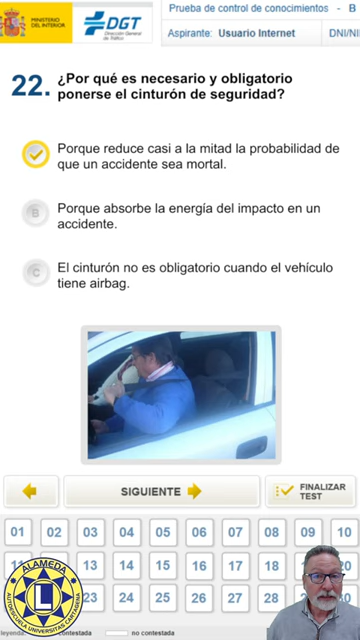 MINISTERIO
DEL INTERIOR
DGT
Dirección General
de Tráfico
Prueba de control de conocimientos - B
Aspirante: Usuario Internet
DNI/NI
22. ¿Por qué es necesario y obligatorio
ponerse el cinturón de seguridad?
Porque reduce casi a la mitad la probabilidad de
que un accidente sea mortal.
B Porque absorbe la energía del impacto en un
accidente.
C El cinturón no es obligatorio cuando el vehículo
tiene airbag.
SIGUIENTE
FINALIZAR
TEST
01 02 03 04 05 06 07 08 09 10
13 14 15 16 17 18
23 24 25 26 27 28
ALAMEDA
L
AUTOESCUELA UNIVERSITAS CARTAGENA
leyenda: contestada no contestada